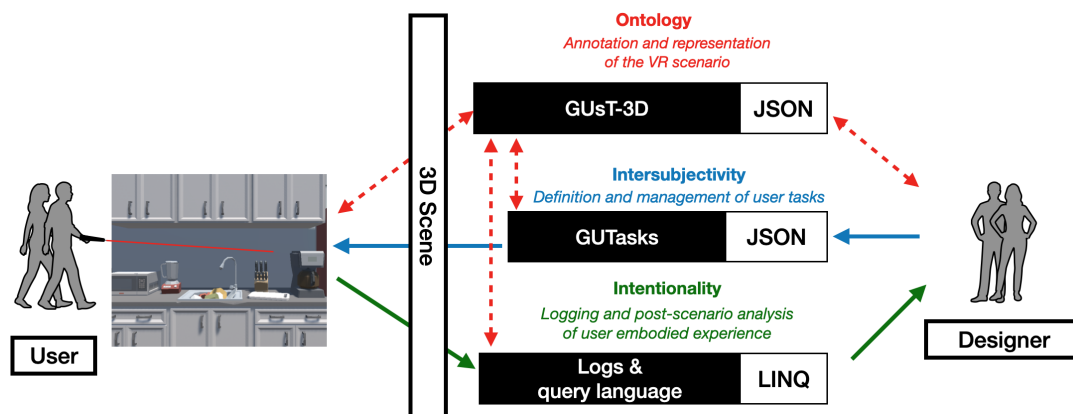 Ontology
Annotation and representation
of the VR scenario
GUsT-3D JSON
3D Scene
Intersubjectivity
Definition and management of user tasks
GUTasks JSON
Intentionality
Logging and post-scenario analysis
of user embodied experience
Logs &
query language LINQ
User
Designer